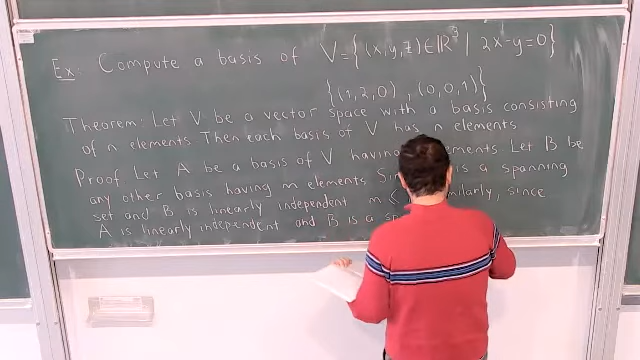 Ex: Compute a basis of V={(x,y,z)∈ℝ³ | 2x-y=0}
{(1,2,0), (0,0,1)}
Theorem: Let V be a vector space with a basis consisting
of n elements Then each basis of V has n elements
Proof. Let A be a basis of V having ements Let B be
any other basis having m elements is a spanning
set and B is linearly independent m milarly, since
A is linearly independent and B is a